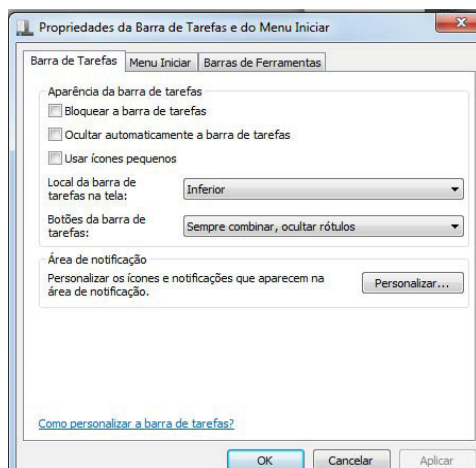 Propriedades da Barra de Tarefas e do Menu Iniciar
Barra de Tarefas
Menu Iniciar
Barras de Ferramentas
Aparência da barra de tarefas
Bloquear a barra de tarefas
Ocultar automaticamente a barra de tarefas
Usar ícones pequenos
Local da barra de
tarefas na tela:
Inferior
Botões da barra de
tarefas:
Sempre combinar, ocultar rótulos
Área de notificação
Personalizar os ícones e notificações que aparecem na
área de notificação.
Personalizar...
Como personalizar a barra de tarefas?
OK
Cancelar
Aplicar